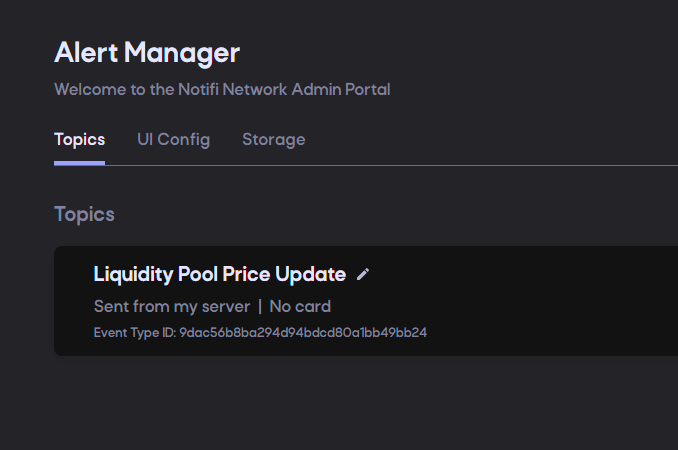 Alert Manager
Welcome to the Notifi Network Admin Portal
Topics UI Config Storage
Topics
Liquidity Pool Price Update
Sent from my server | No card
Event Type ID: 9dac56b8ba294d94bdcd80a1bb49bb24